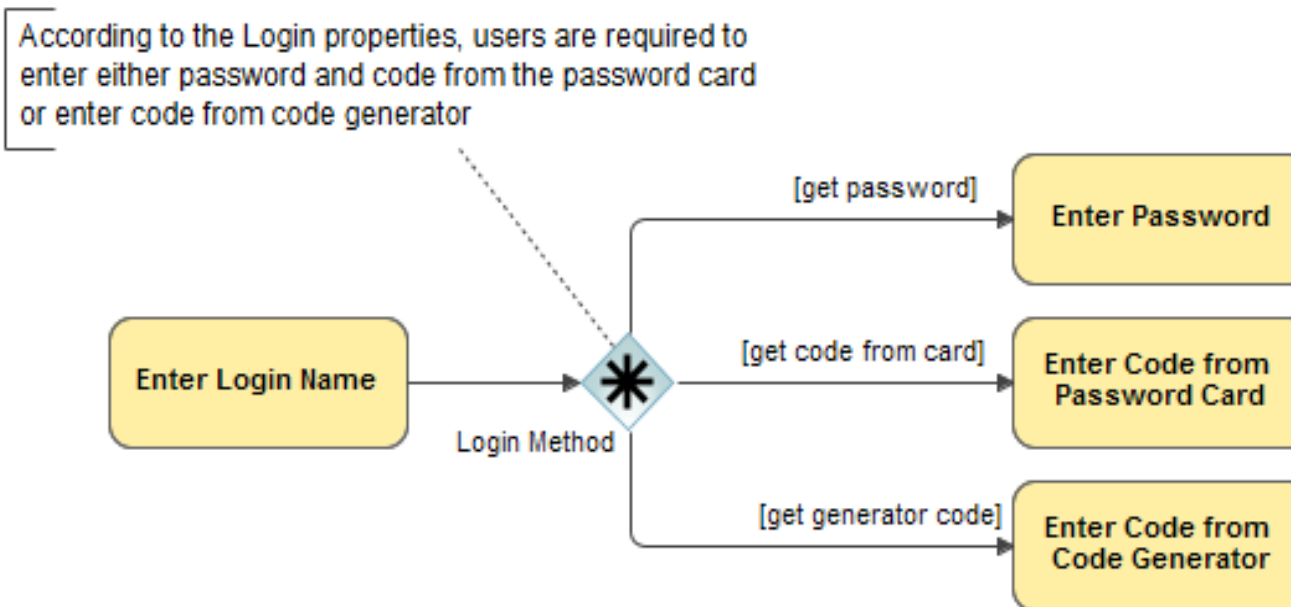 According to the Login properties, users are required to
enter either password and code from the password card
or enter code from code generator
[get password]
Enter Password
Enter Login Name
[get code from card]
Enter Code from
Password Card
Login Method
[get generator code]
Enter Code from
Code Generator